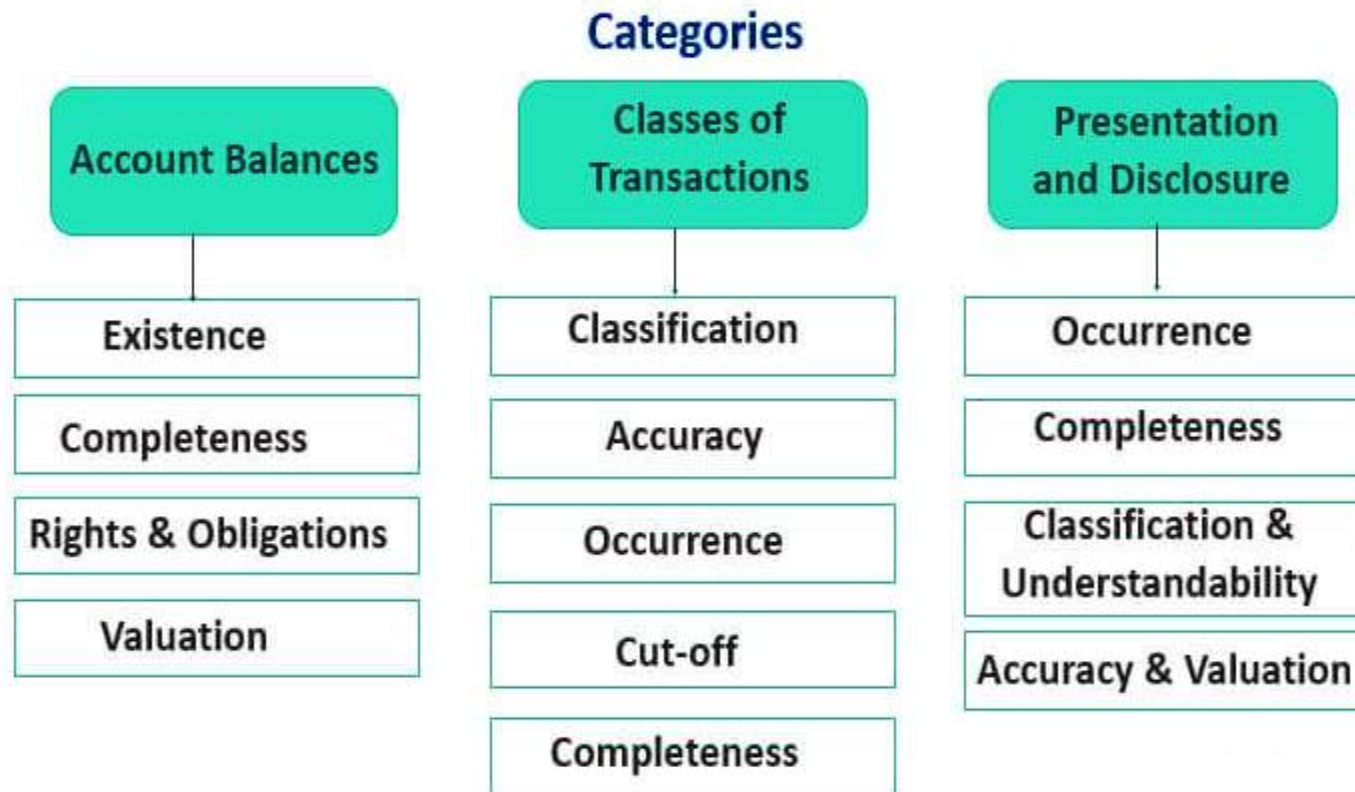 Categories
Account Balances
Existence
Completeness
Rights & Obligations
Valuation
Classes of
Transactions
Classification
Accuracy
Occurrence
Cut-off
Completeness
Presentation
and Disclosure
Occurrence
Completeness
Classification &
Understandability
Accuracy & Valuation